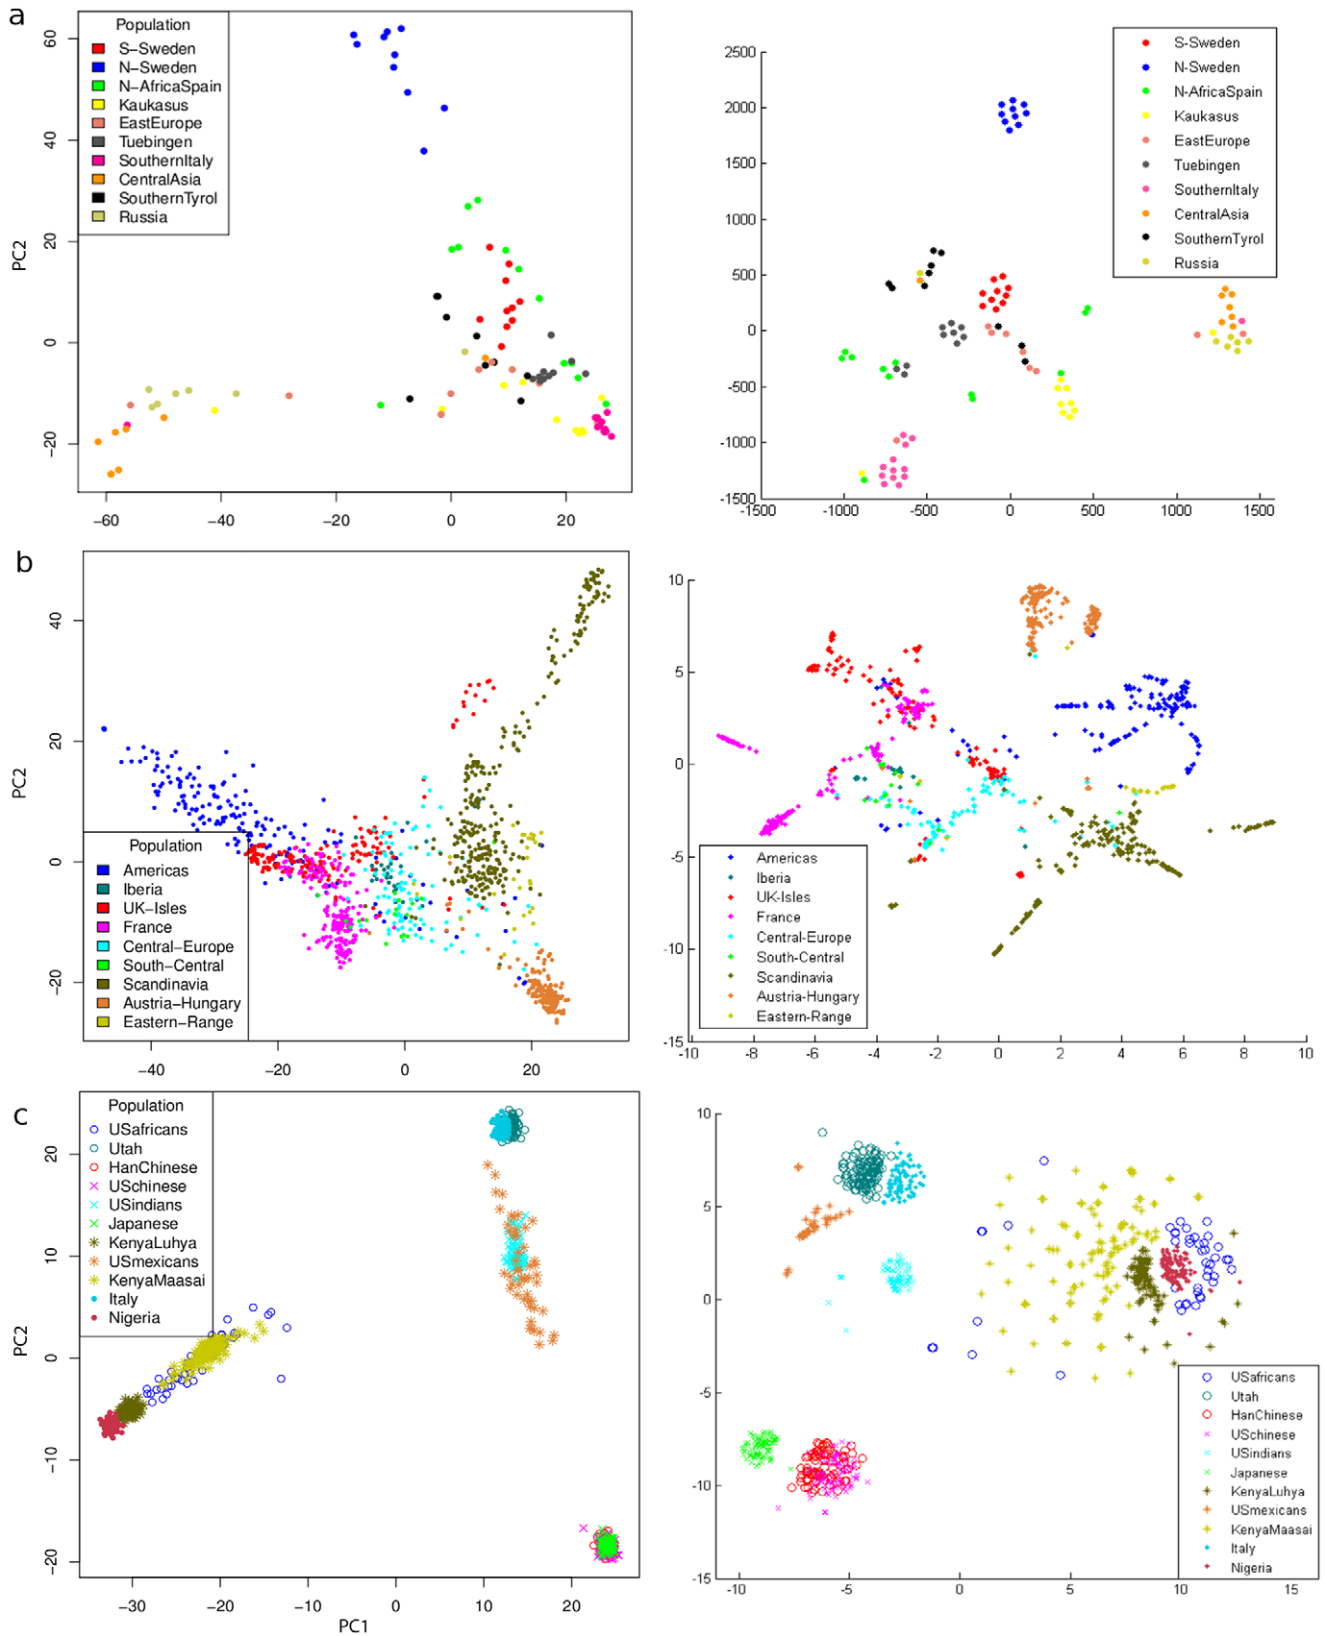 a
Population
S−Sweden
N−Sweden
N−AfricaSpain
Kaukasus
EastEurope
Tuebingen
SouthernItaly
CentralAsia
SouthernTyrol
Russia
PC2
60
40
20
0
−20
−60 −40 −20 0 20
S-Sweden
N-Sweden
N-AfricaSpain
Kaukasus
EastEurope
Tuebingen
SouthernItaly
CentralAsia
SouthernTyrol
Russia
2500
2000
1500
1000
500
0
-500
-1000
-1500
-1500 -1000 -500 0 500 1000 1500
b
PC2
40
20
0
−20
Population
Americas
Iberia
UK−Isles
France
Central−Europe
South−Central
Scandinavia
Austria−Hungary
Eastern−Range
−40 −20 0 20
10
5
0
-5
-10
-15
Americas
Iberia
UK-Isles
France
Central-Europe
South-Central
Scandinavia
Austria-Hungary
Eastern-Range
-10 -8 -6 -4 -2 0 2 4 6 8 10
c
Population
USafricans
Utah
HanChinese
USchinese
USindians
Japanese
KenyaLuhya
USmexicans
KenyaMaasai
Italy
Nigeria
PC2
20
10
0
−10
−20
−30 −20 −10 0 10 20
PC1
10
5
0
-5
-10
-15
USafricans
Utah
HanChinese
USchinese
USindians
Japanese
KenyaLuhya
USmexicans
KenyaMaasai
Italy
Nigeria
-10 -5 0 5 10 15